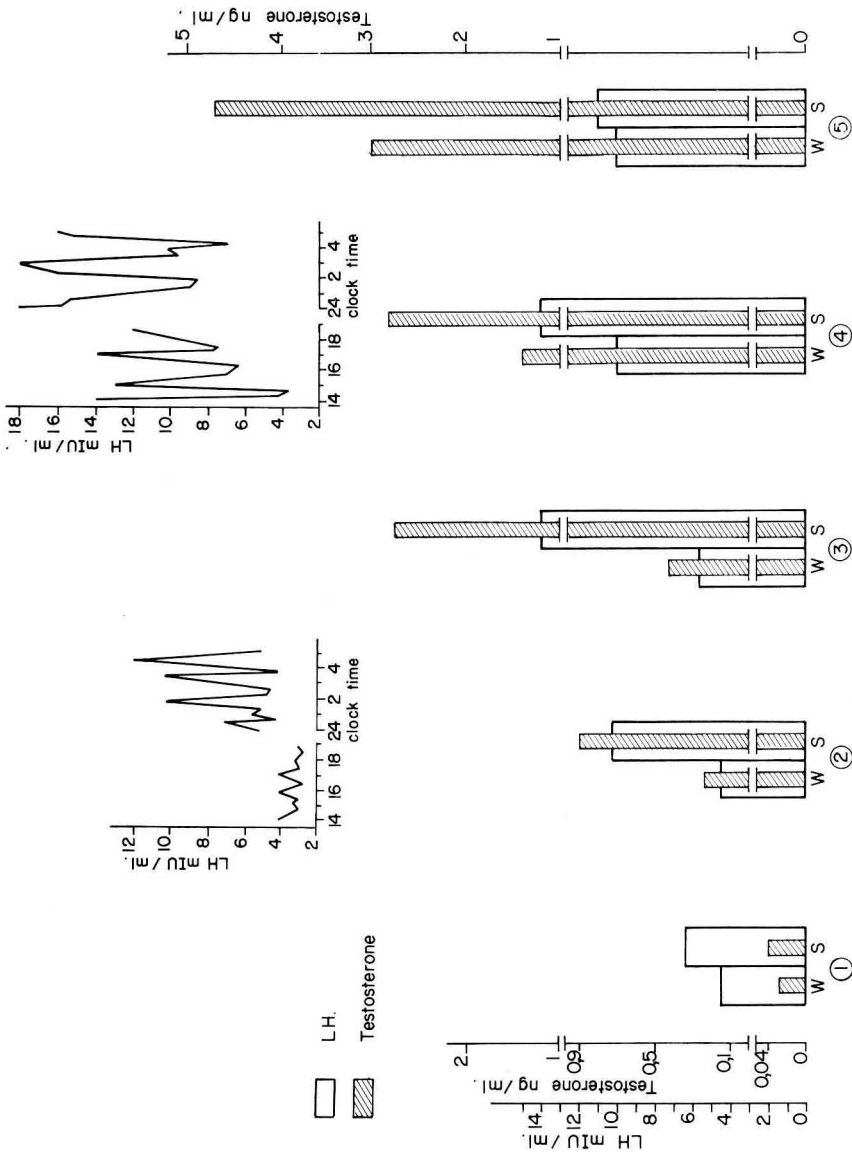 L.H.
Testosterone
LH mIU/ml.
14
12
10
8
6
4
2
0
Testosterone ng/ml.
2
1
0,9
0,5
0,1
0,04
0
W S
①
W S
②
W S
③
W S
④
W S
⑤
LH mIU/ml.
12
10
8
6
4
2
14 16 18 24 2 4
clock time
LH mIU/ml.
18
16
14
12
10
8
6
4
2
14 16 18 24 2 4
clock time
Testosterone ng/ml.
5
4
3
2
1
0